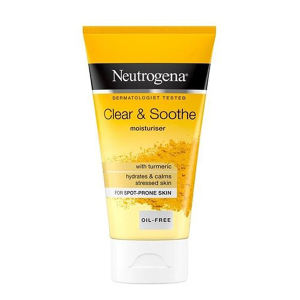 Neutrogena®
DERMATOLOGIST TESTED
Clear & Soothe
moisturiser
with turmeric
hydrates & calms
stressed skin
FOR SPOT-PRONE SKIN
OIL-FREE